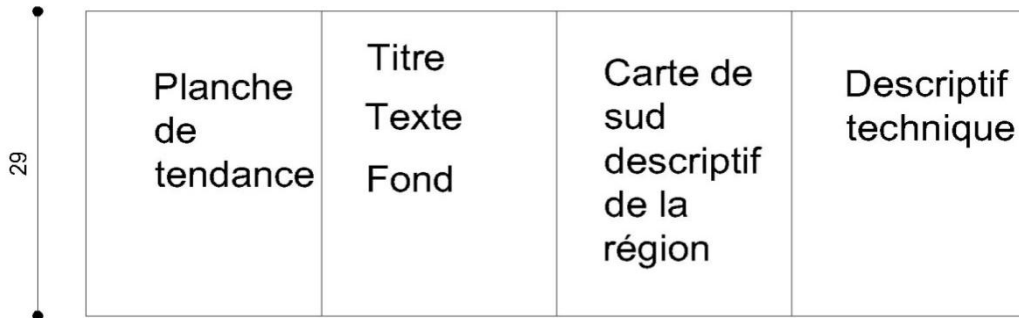 29
Planche
de
tendance
Titre
Texte
Fond
Carte de
sud
descriptif
de la
région
Descriptif
technique